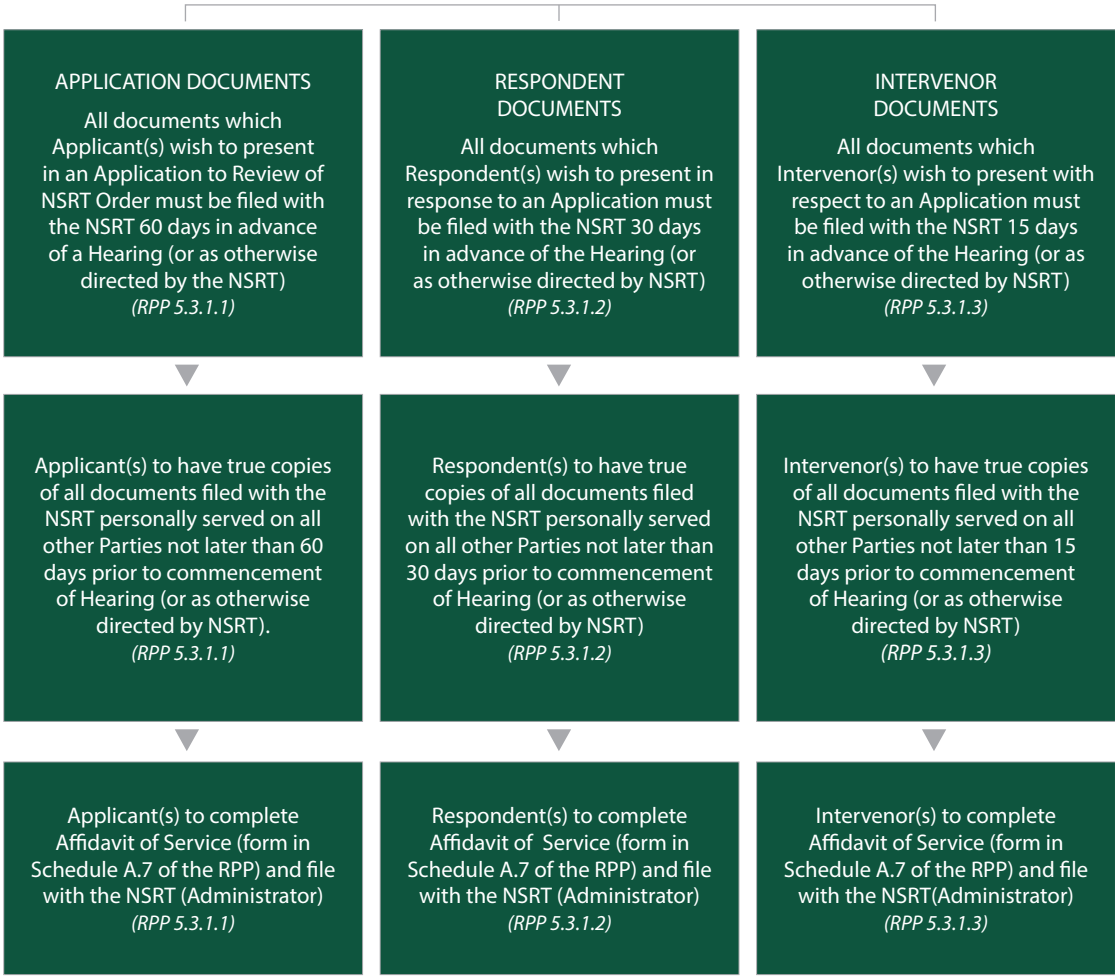 APPLICATION DOCUMENTS
All documents which
Applicant(s) wish to present
in an Application to Review of
NSRT Order must be filed with
the NSRT 60 days in advance
of a Hearing (or as otherwise
directed by the NSRT)
(RPP 5.3.1.1)
Applicant(s) to have true copies
of all documents filed with the
NSRT personally served on all
other Parties not later than 60
days prior to commencement
of Hearing (or as otherwise
directed by NSRT).
(RPP 5.3.1.1)
Applicant(s) to complete
Affidavit of Service (form in
Schedule A.7 of the RPP) and file
with the NSRT (Administrator)
(RPP 5.3.1.1)
RESPONDENT
DOCUMENTS
All documents which
Respondent(s) wish to present in
response to an Application must
be filed with the NSRT 30 days
in advance of the Hearing (or
as otherwise directed by NSRT)
(RPP 5.3.1.2)
Respondent(s) to have true
copies of all documents filed
with the NSRT personally served
on all other Parties not later than
30 days prior to commencement
of Hearing (or as otherwise
directed by NSRT)
(RPP 5.3.1.2)
Respondent(s) to complete
Affidavit of Service (form in
Schedule A.7 of the RPP) and file
with the NSRT (Administrator)
(RPP 5.3.1.2)
INTERVENOR
DOCUMENTS
All documents which
Intervenor(s) wish to present with
respect to an Application must
be filed with the NSRT 15 days
in advance of the Hearing (or as
otherwise directed by NSRT)
(RPP 5.3.1.3)
Intervenor(s) to have true copies
of all documents filed with the
NSRT personally served on all
other Parties not later than 15
days prior to commencement
of Hearing (or as otherwise
directed by NSRT)
(RPP 5.3.1.3)
Intervenor(s) to complete
Affidavit of Service (form in
Schedule A.7 of the RPP) and file
with the NSRT(Administrator)
(RPP 5.3.1.3)